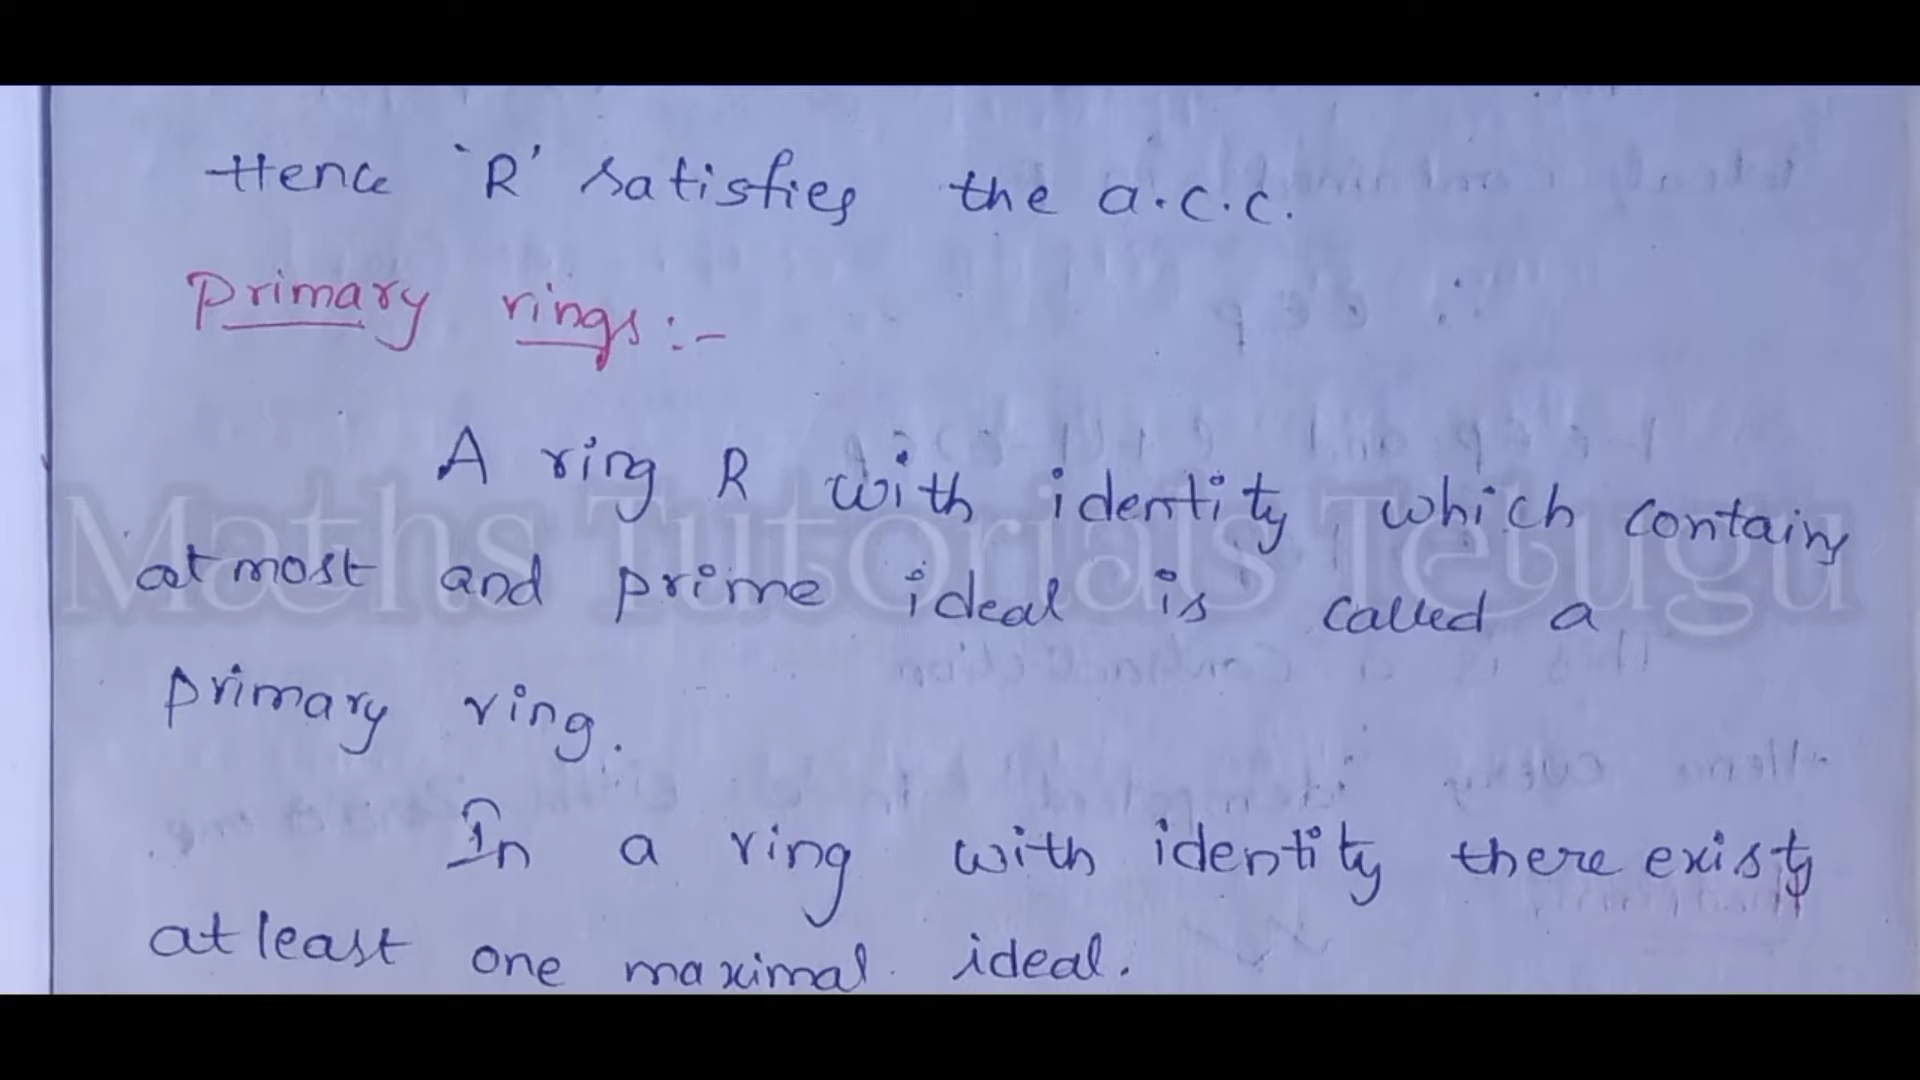 Hence 'R' satisfies the a.c.c.
Primary rings :-
A ring R with identity which contains
atmost and prime ideal is called a
primary ring.
In a ring with identity there exists
atleast one maximal ideal.
Maths Tutorials Telugu